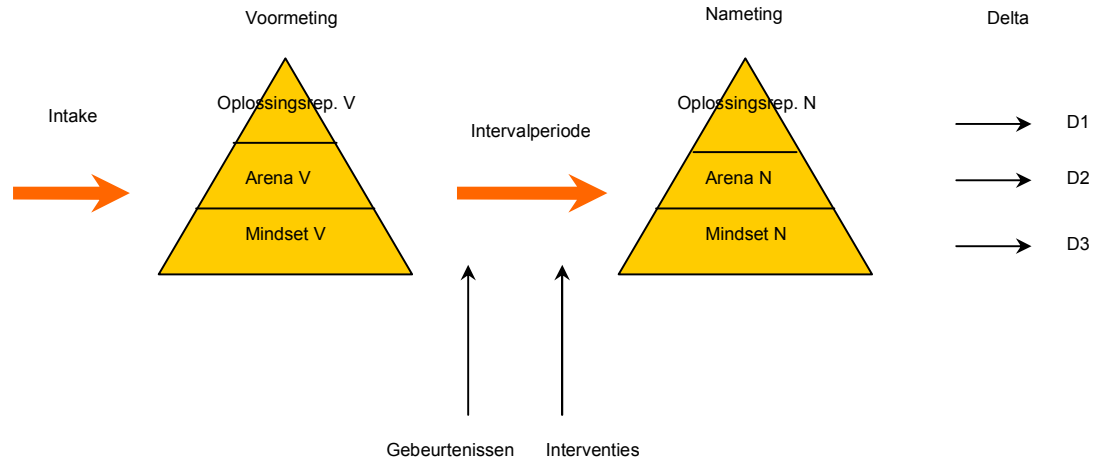 Voormeting
Nameting
Delta
Intake
Oplossingsrep. V
Intervalperiode
Oplossingsrep. N
D1
Arena V
Arena N
D2
Mindset V
Mindset N
D3
Gebeurtenissen
Interventies